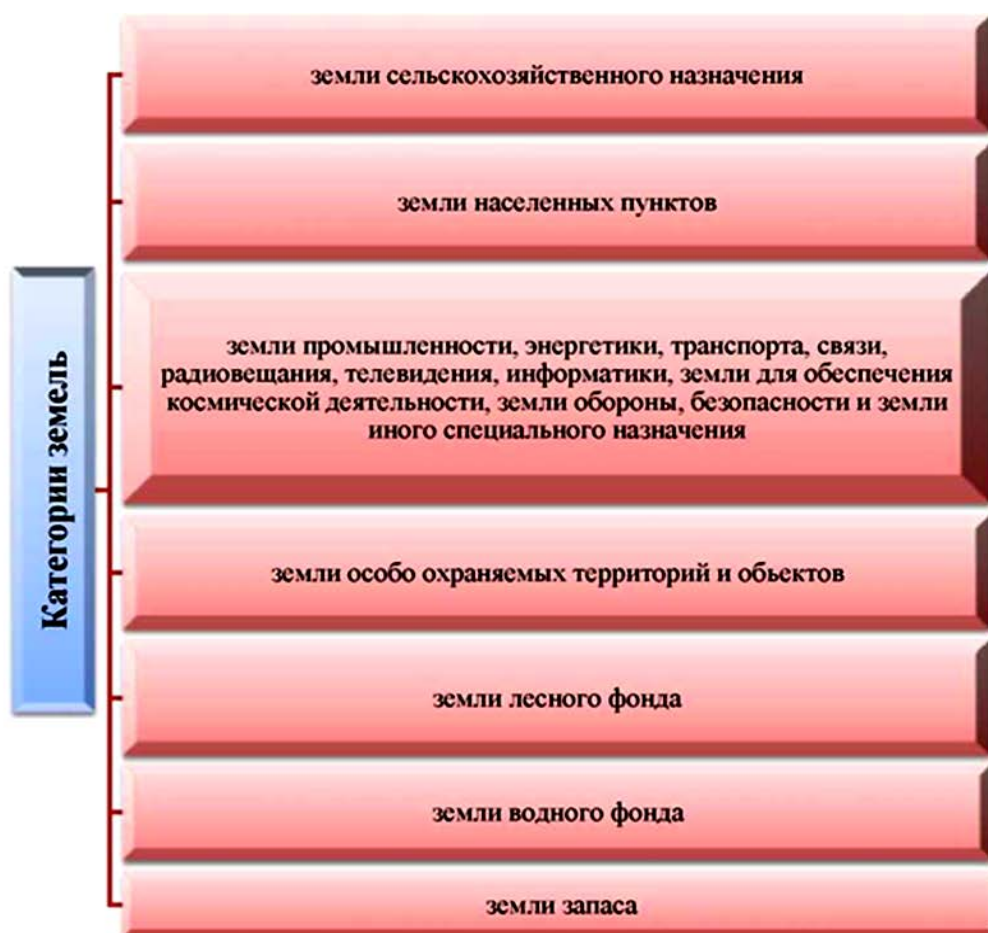 Категории земель
земли сельскохозяйственного назначения
земли населенных пунктов
земли промышленности, энергетики, транспорта, связи,
радиовещания, телевидения, информатики, земли для обеспечения
космической деятельности, земли обороны, безопасности и земли
иного специального назначения
земли особо охраняемых территорий и обьектов
земли лесного фонда
земли водного фонда
земли запаса